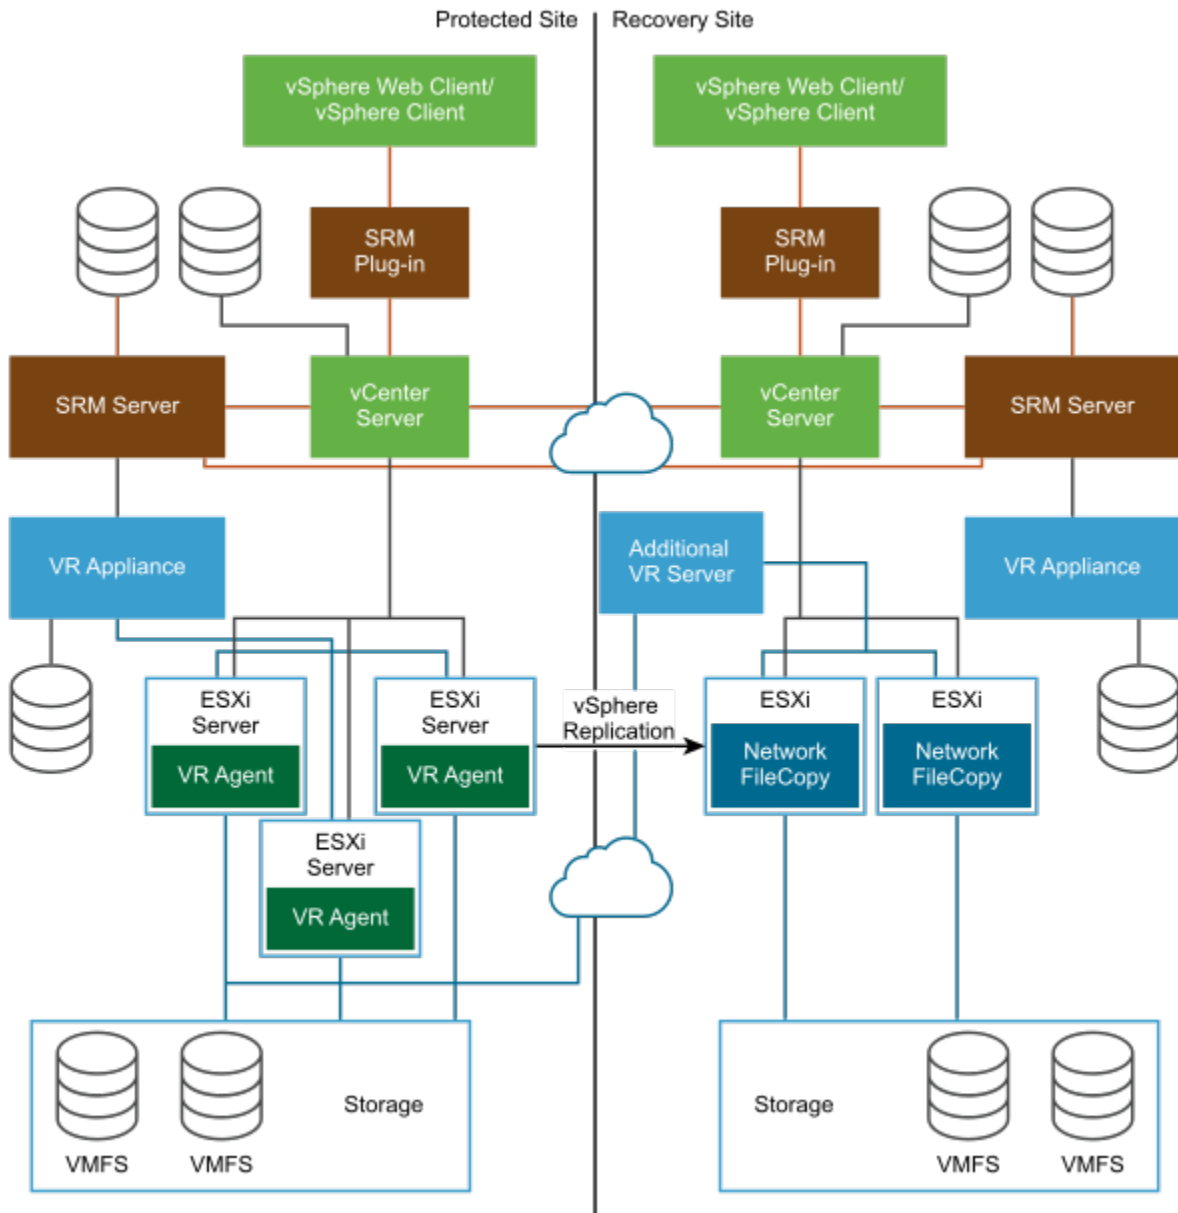 Protected Site
Recovery Site
vSphere Web Client/
vSphere Client
vSphere Web Client/
vSphere Client
SRM
Plug-in
SRM
Plug-in
SRM Server
vCenter
Server
vCenter
Server
SRM Server
VR Appliance
Additional
VR Server
VR Appliance
ESXi
Server
VR Agent
ESXi
Server
VR Agent
vSphere
Replication
ESXi
Network
FileCopy
ESXi
Network
FileCopy
ESXi
Server
VR Agent
VMFS
VMFS
Storage
Storage
VMFS
VMFS